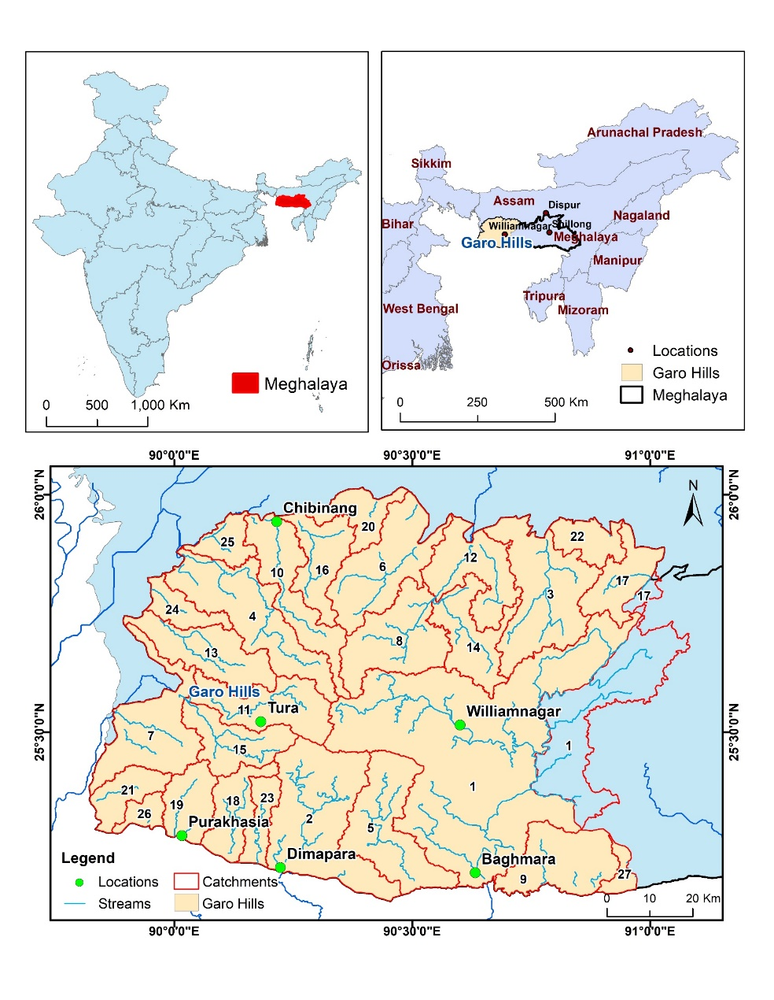 Meghalaya
0 500 1,000 Km
Arunachal Pradesh
Sikkim
Assam
Dispur
Nagaland
Bihar
Williamnagar
Shillong
Meghalaya
Garo Hills
Manipur
Tripura
West Bengal
Mizoram
Orissa
Locations
Garo Hills
Meghalaya
0 250 500 Km
90°0'0"E 90°30'0"E 91°0'0"E
26°0'0"N
26°0'0"N
N
Chibinang
20
25
22
10
16
6
12
17
3
17
24
4
8
14
13
Garo Hills
11
Tura
Williamnagar
7
15
1
25°30'0"N
25°30'0"N
21
1
26
19
18
23
2
5
Purakhasia
Dimapara
Baghmara
9
27
Legend
Locations
Catchments
Streams
Garo Hills
0 10 20 Km
90°0'0"E 90°30'0"E 91°0'0"E